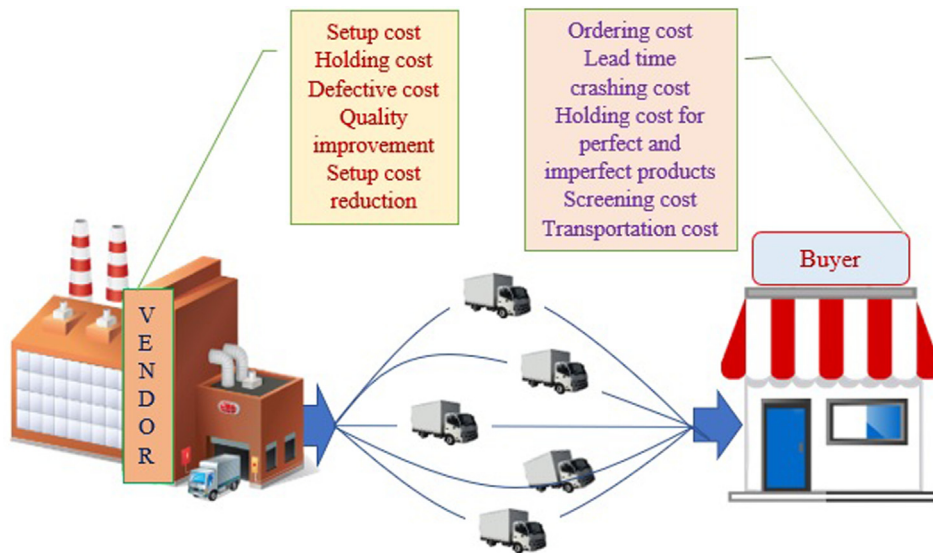 Setup cost
Holding cost
Defective cost
Quality
improvement
Setup cost
reduction
Ordering cost
Lead time
crashing cost
Holding cost for
perfect and
imperfect products
Screening cost
Transportation cost
Buyer
VENDOR